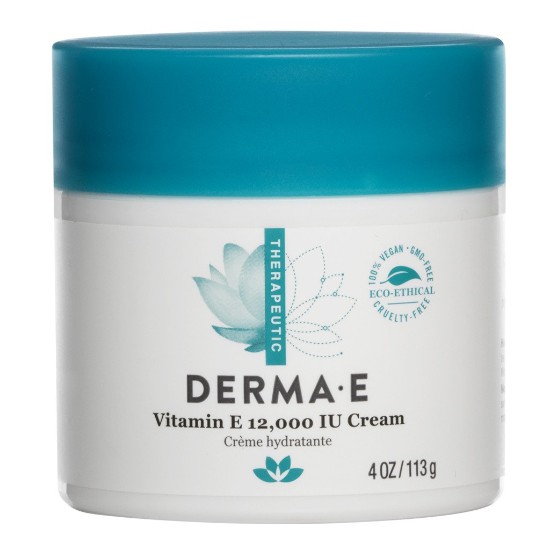 THERAPEUTIC
100% VEGAN • GMO-FREE
ECO-ETHICAL
CRUELTY-FREE
DERMA·E
Vitamin E 12,000 IU Cream
Crème hydratante
4 OZ/113g